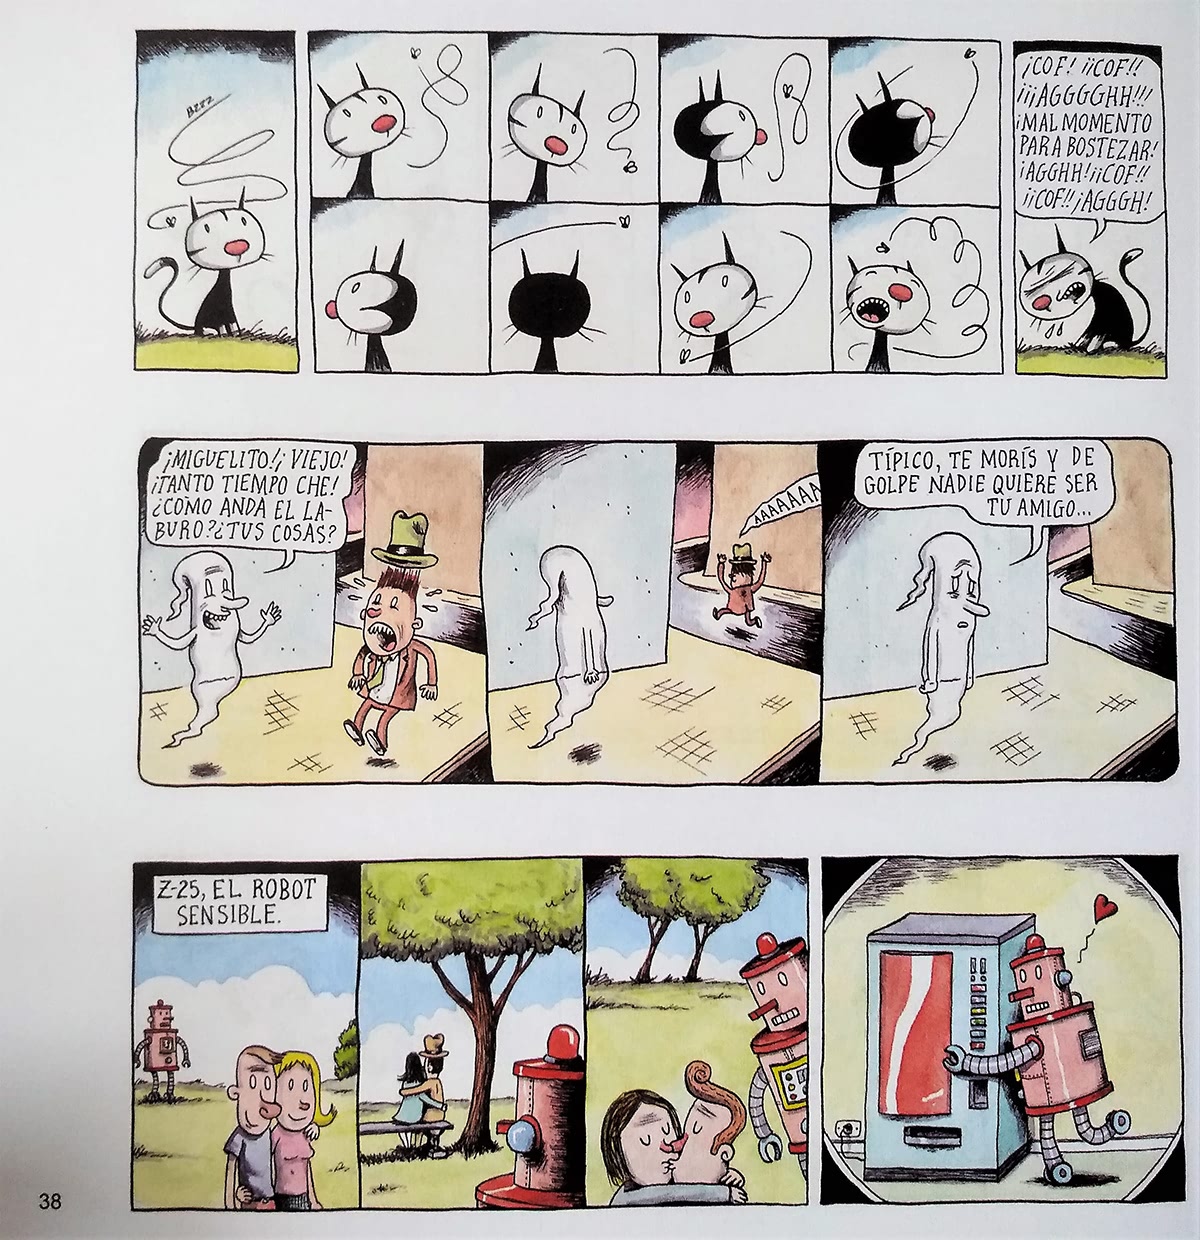 BZZZ
¡COF! ¡¡COF!!
¡¡¡AGGGGHH!!!
¡MAL MOMENTO
PARA BOSTEZAR!
¡AGGHH!¡¡COF!!
¡¡COF!!¡AGGGH!
¡MIGUELITO!¡VIEJO!
¡TANTO TIEMPO CHE!
¿CÓMO ANDA EL LA-
BURO?¿TUS COSAS?
AAAAAAA
TÍPICO, TE MORÍS Y DE
GOLPE NADIE QUIERE SER
TU AMIGO...
Z-25, EL ROBOT
SENSIBLE.
38